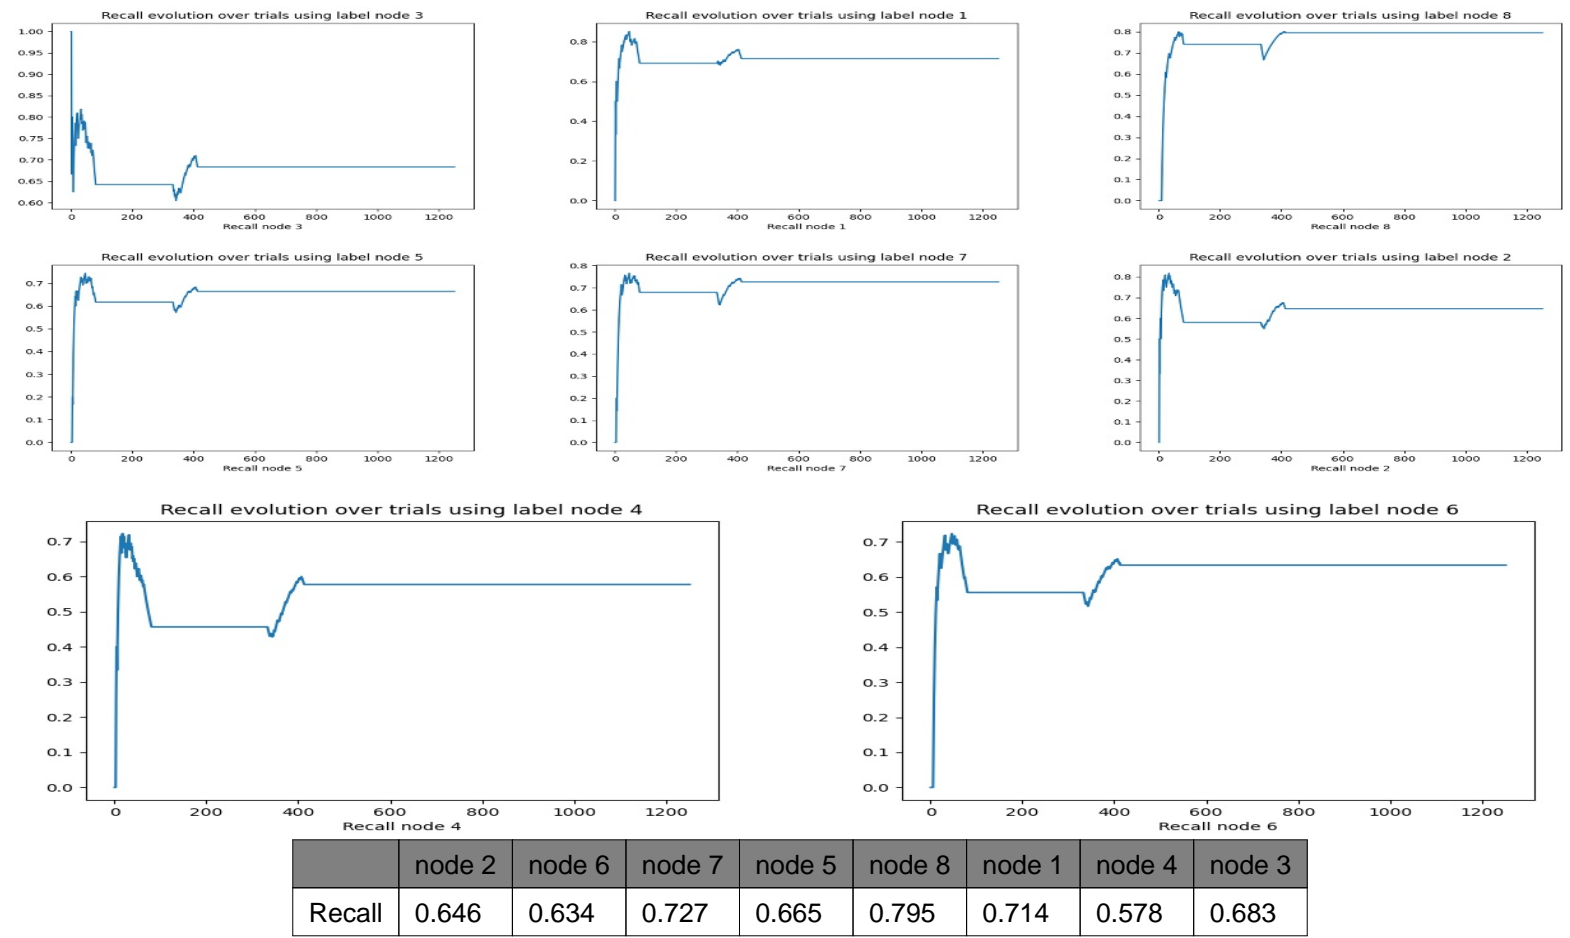 Recall evolution over trials using label node 3
1.00
0.95
0.90
0.85
0.80
0.75
0.70
0.65
0.60
0 200 400 600 800 1000 1200
Recall node 3
Recall evolution over trials using label node 1
0.8
0.6
0.4
0.2
0.0
0 200 400 600 800 1000 1200
Recall node 1
Recall evolution over trials using label node 8
0.8
0.7
0.6
0.5
0.4
0.3
0.2
0.1
0.0
0 200 400 600 800 1000 1200
Recall node 8
Recall evolution over trials using label node 5
0.7
0.6
0.5
0.4
0.3
0.2
0.1
0.0
0 200 400 600 800 1000 1200
Recall node 5
Recall evolution over trials using label node 7
0.8
0.7
0.6
0.5
0.4
0.3
0.2
0.1
0.0
0 200 400 600 800 1000 1200
Recall node 7
Recall evolution over trials using label node 2
0.8
0.7
0.6
0.5
0.4
0.3
0.2
0.1
0.0
0 200 400 600 800 1000 1200
Recall node 2
Recall evolution over trials using label node 4
0.7
0.6
0.5
0.4
0.3
0.2
0.1
0.0
0 200 400 600 800 1000 1200
Recall node 4
Recall evolution over trials using label node 6
0.7
0.6
0.5
0.4
0.3
0.2
0.1
0.0
0 200 400 600 800 1000 1200
Recall node 6
node 2 node 6 node 7 node 5 node 8 node 1 node 4 node 3
Recall 0.646 0.634 0.727 0.665 0.795 0.714 0.578 0.683